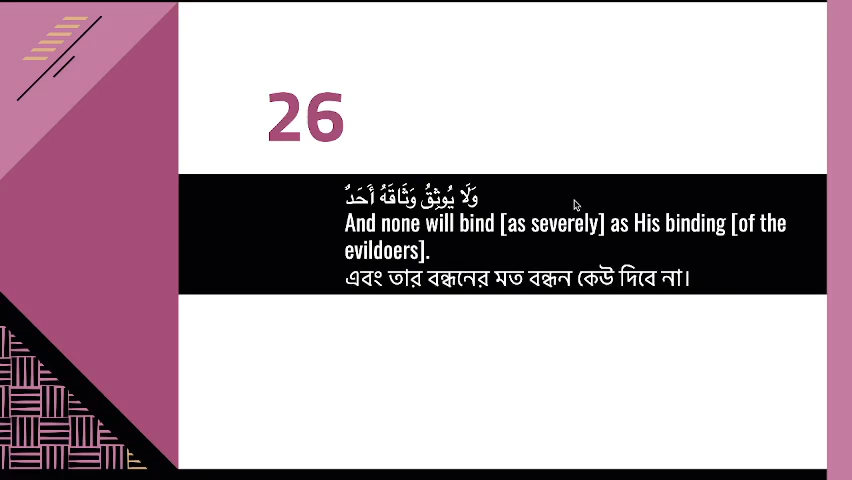 26
وَلَا يُوثِقُ وَثَاقَهُ أَحَدٌ
And none will bind [as severely] as His binding [of the
evildoers].
এবং তার বন্ধনের মত বন্ধন কেউ দিবে না।